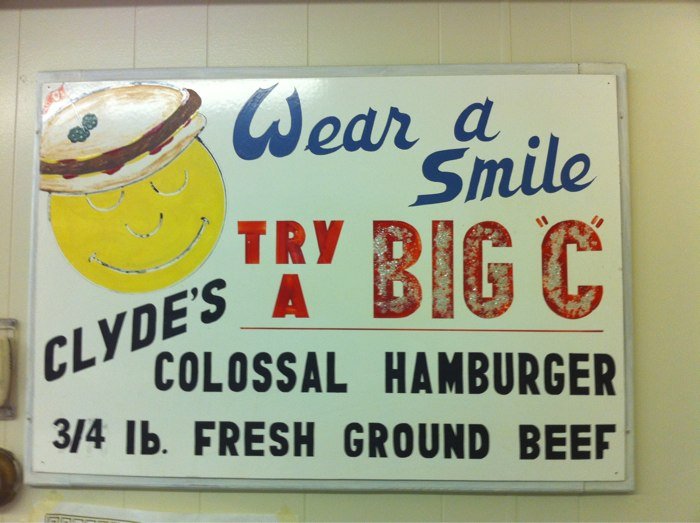 Wear a
Smile
TRY A BIG "C"
CLYDE'S
COLOSSAL HAMBURGER
3/4 lb. FRESH GROUND BEEF